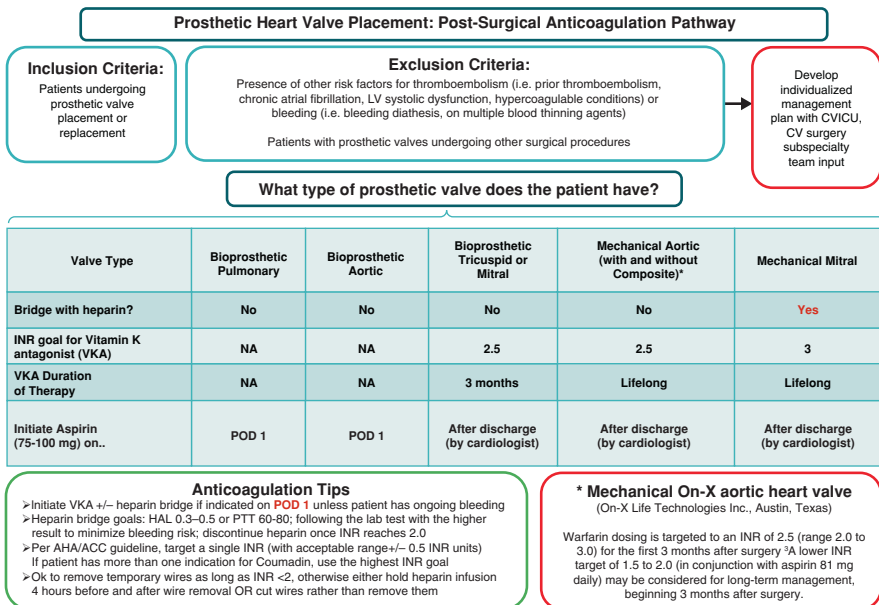 Prosthetic Heart Valve Placement: Post-Surgical Anticoagulation Pathway
Inclusion Criteria:
Patients undergoing
prosthetic valve
placement or
replacement
Exclusion Criteria:
Presence of other risk factors for thromboembolism (i.e. prior thromboembolism,
chronic atrial fibrillation, LV systolic dysfunction, hypercoagulable conditions) or
bleeding (i.e. bleeding diathesis, on multiple blood thinning agents)
Patients with prosthetic valves undergoing other surgical procedures
Develop
individualized
management
plan with CVICU,
CV surgery
subspecialty
team input
What type of prosthetic valve does the patient have?
Valve Type
Bioprosthetic
Pulmonary
Bioprosthetic
Aortic
Bioprosthetic
Tricuspid or
Mitral
Mechanical Aortic
(with and without
Composite)*
Mechanical Mitral
Bridge with heparin?
No
No
No
No
Yes
INR goal for Vitamin K
antagonist (VKA)
NA
NA
2.5
2.5
3
VKA Duration
of Therapy
NA
NA
3 months
Lifelong
Lifelong
Initiate Aspirin
(75-100 mg) on..
POD 1
POD 1
After discharge
(by cardiologist)
After discharge
(by cardiologist)
After discharge
(by cardiologist)
Anticoagulation Tips
➢Initiate VKA +/– heparin bridge if indicated on POD 1 unless patient has ongoing bleeding
➢Heparin bridge goals: HAL 0.3–0.5 or PTT 60-80; following the lab test with the higher
result to minimize bleeding risk; discontinue heparin once INR reaches 2.0
➢Per AHA/ACC guideline, target a single INR (with acceptable range+/– 0.5 INR units)
If patient has more than one indication for Coumadin, use the highest INR goal
➢Ok to remove temporary wires as long as INR <2, otherwise either hold heparin infusion
4 hours before and after wire removal OR cut wires rather than remove them
* Mechanical On-X aortic heart valve
(On-X Life Technologies Inc., Austin, Texas)
Warfarin dosing is targeted to an INR of 2.5 (range 2.0 to
3.0) for the first 3 months after surgery ³A lower INR
target of 1.5 to 2.0 (in conjunction with aspirin 81 mg
daily) may be considered for long-term management,
beginning 3 months after surgery.